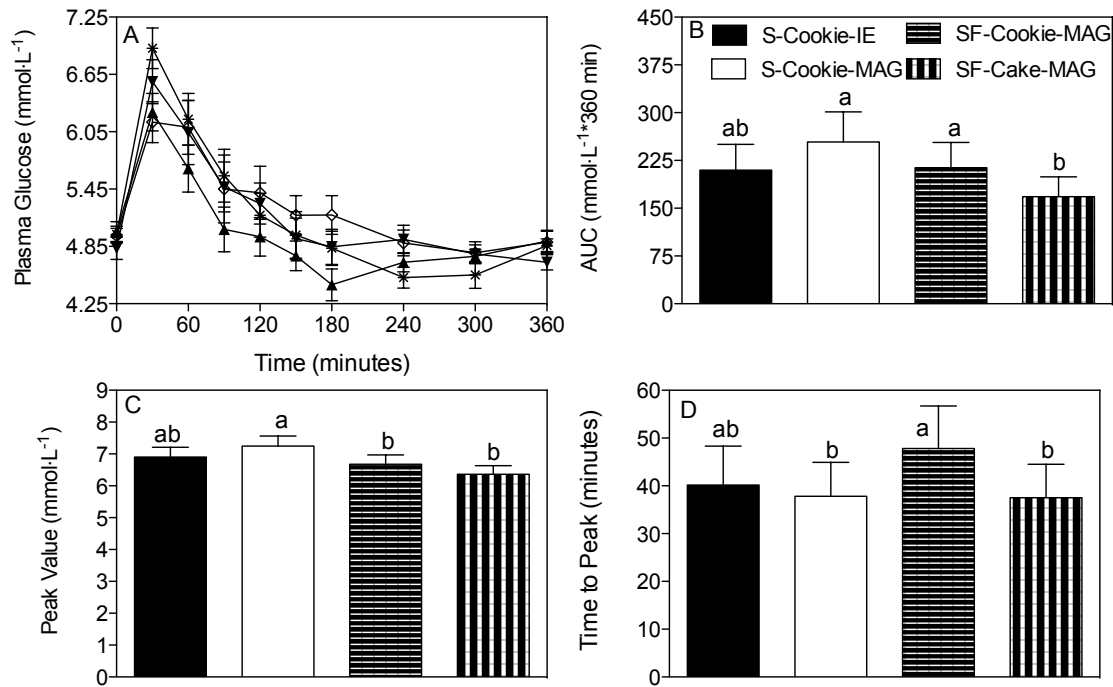 A
Plasma Glucose (mmol·L-1)
7.25
6.65
6.05
5.45
4.85
4.25
0 60 120 180 240 300 360
Time (minutes)
B
AUC (mmol·L-1*360 min)
450
375
300
225
150
75
0
S-Cookie-IE SF-Cookie-MAG
S-Cookie-MAG SF-Cake-MAG
ab a a b
C
Peak Value (mmol·L-1)
9
8
7
6
5
4
3
2
1
0
ab a b b
D
Time to Peak (minutes)
60
50
40
30
20
10
0
ab b a b